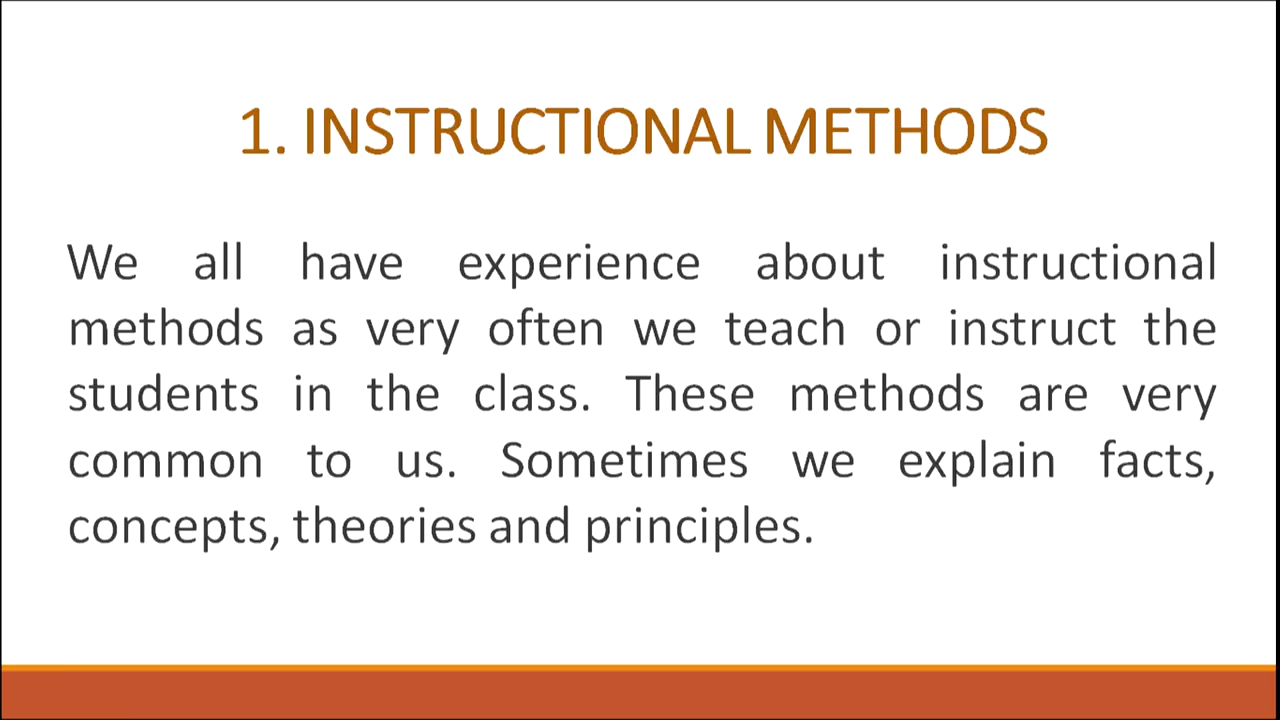 1. INSTRUCTIONAL METHODS
We all have experience about instructional
methods as very often we teach or instruct the
students in the class. These methods are very
common to us. Sometimes we explain facts,
concepts, theories and principles.